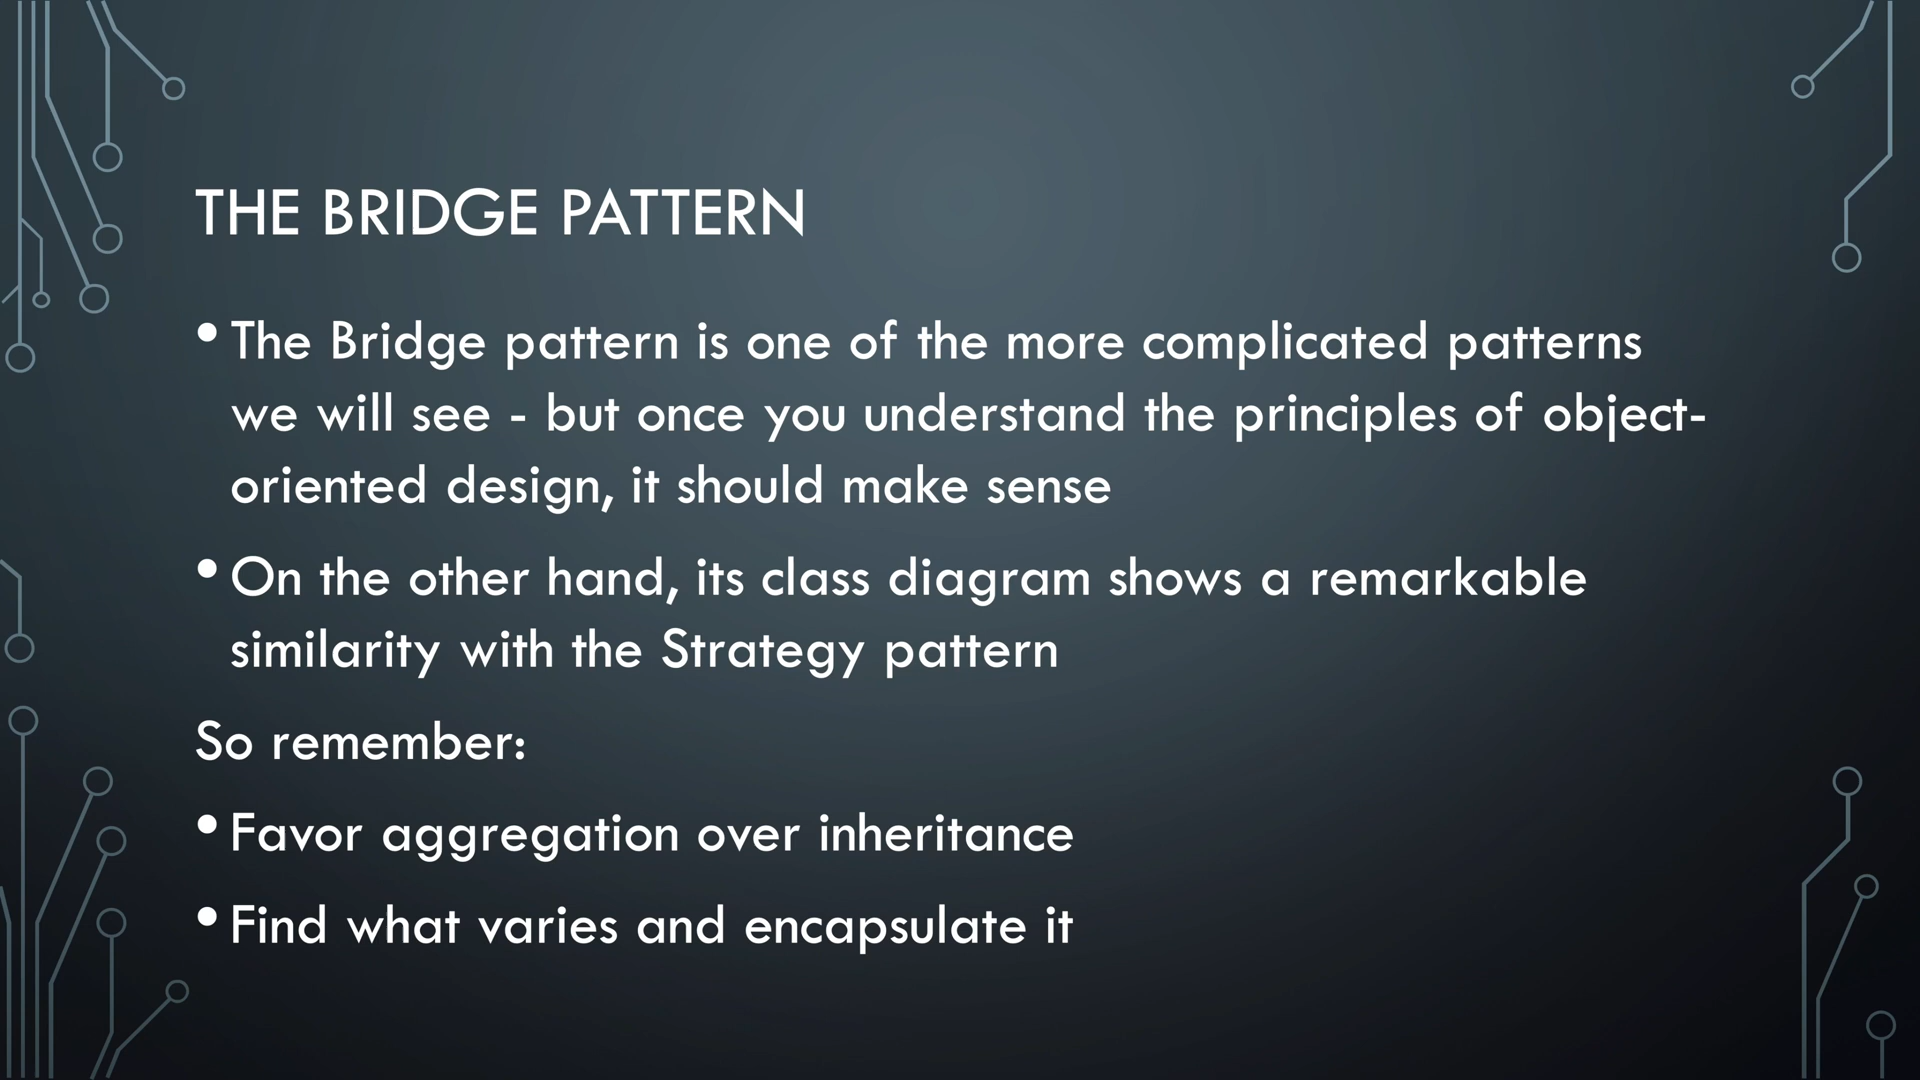 THE BRIDGE PATTERN
• The Bridge pattern is one of the more complicated patterns
we will see - but once you understand the principles of object-
oriented design, it should make sense
• On the other hand, its class diagram shows a remarkable
similarity with the Strategy pattern
So remember:
• Favor aggregation over inheritance
• Find what varies and encapsulate it